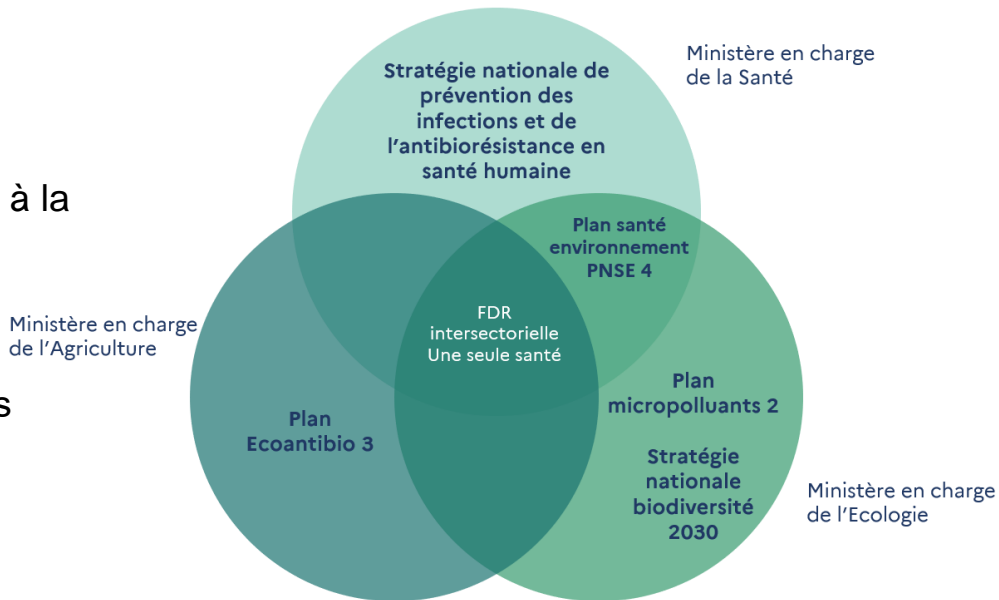 Ministère en charge
de la Santé
Stratégie nationale de
prévention des
infections et de
l'antibiorésistance en
santé humaine
à la
Plan santé
environnement
PNSE 4
FDR
intersectorielle
Une seule santé
Ministère en charge
de l'Agriculture
s
Plan
Ecoantibio 3
Plan
micropolluants 2
Stratégie
nationale
biodiversité
2030
Ministère en charge
de l'Ecologie